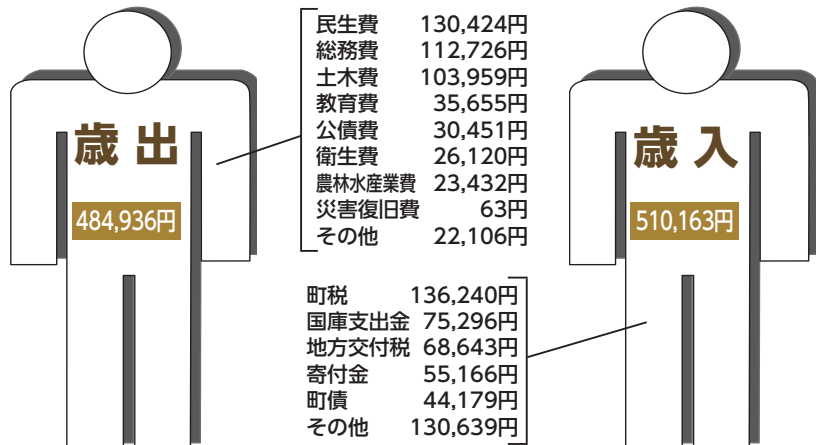 歳出
484,936円
民生費 130,424円
総務費 112,726円
土木費 103,959円
教育費 35,655円
公債費 30,451円
衛生費 26,120円
農林水産業費 23,432円
災害復旧費 63円
その他 22,106円
歳入
510,163円
町税 136,240円
国庫支出金 75,296円
地方交付税 68,643円
寄付金 55,166円
町債 44,179円
その他 130,639円